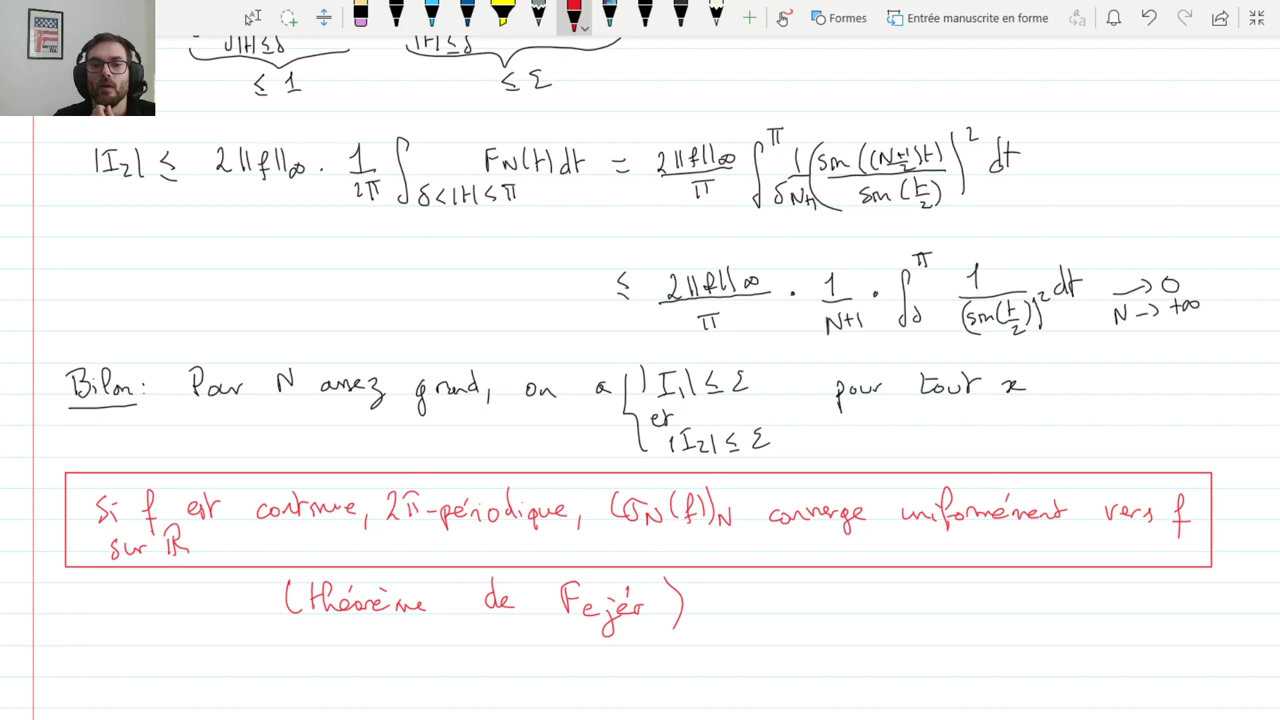 Formes Entrée manuscrite en forme
∫|t|≤δ |t|≤δ
≤ 1 ≤ ε
|I₂| ≤ 2||f||∞ · 1/2π ∫_{δ<|t|≤π} F_N(t)dt = 2||f||∞/π ∫_δ^π 1/N+1 (sin((N+1/2)t)/sin(t/2))² dt
≤ 2||f||∞/π · 1/N+1 · ∫_δ^π 1/(sin(t/2))² dt → 0 N → +∞
Bilan: Pour N assez grand, on a { |I₁| ≤ ε et |I₂| ≤ ε pour tout x
Si f est continue, 2π-périodique, (σ_N(f))_N converge uniformément vers f
sur ℝ
(théorème de Fejér)